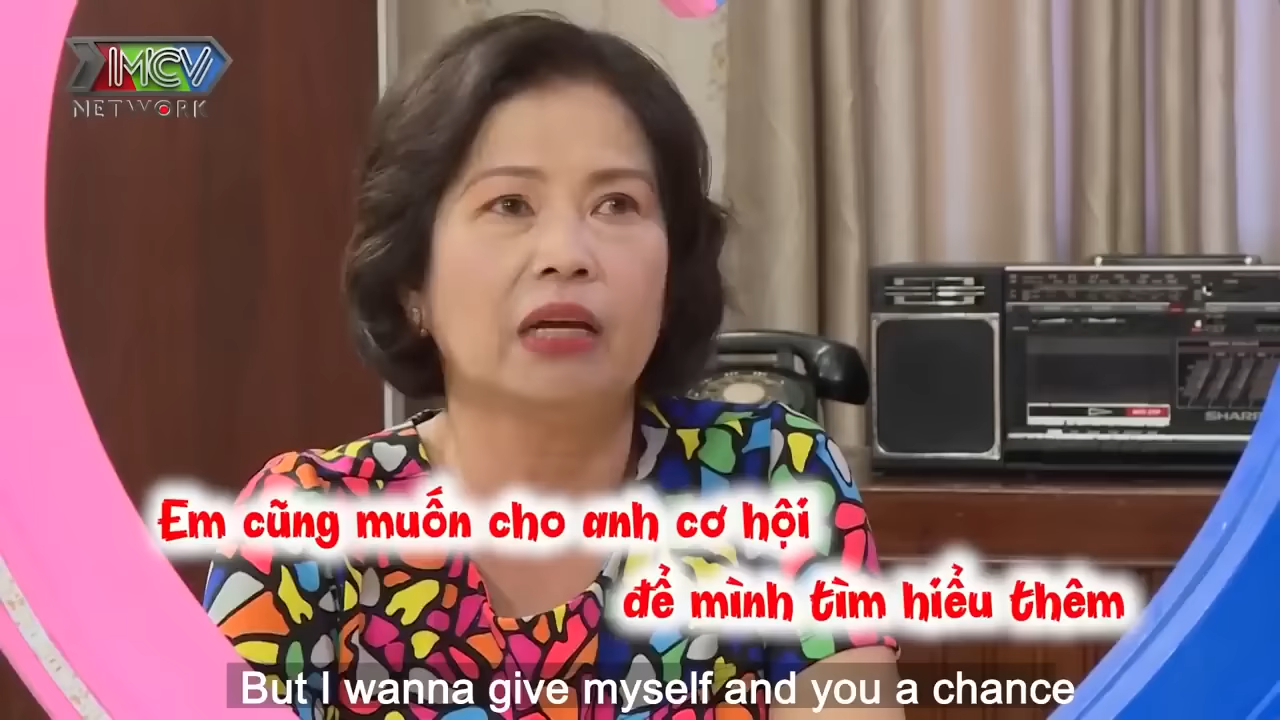 MCV
NETWORK
SHARP
Em cũng muốn cho anh cơ hội
để mình tìm hiểu thêm
But I wanna give myself and you a chance